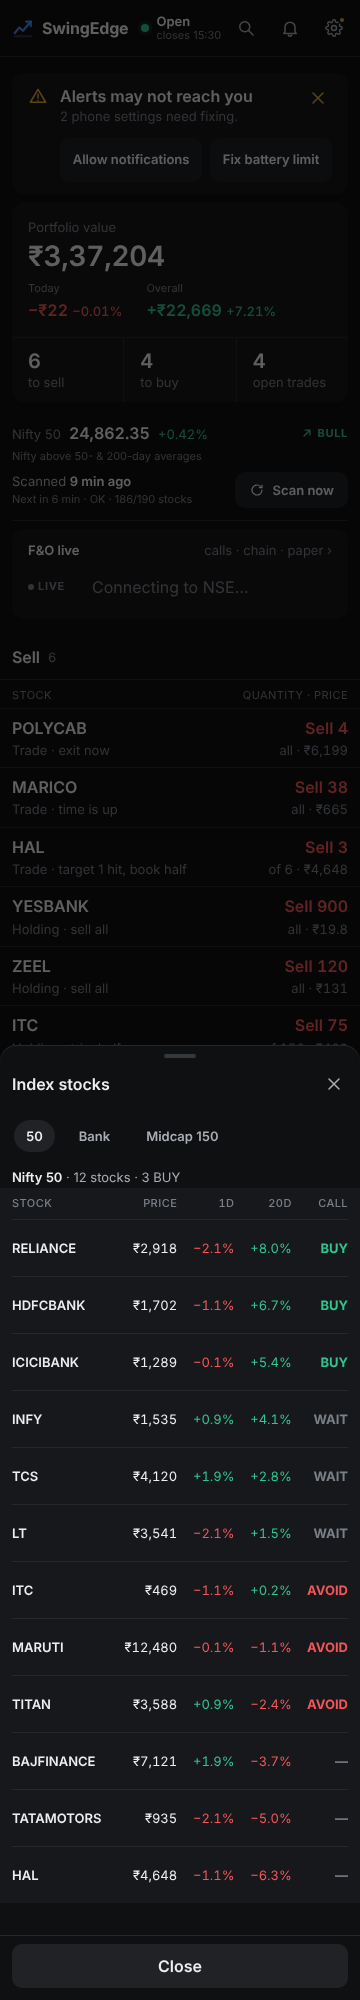 SwingEdge
Open
closes 15:30
Alerts may not reach you
2 phone settings need fixing.
Allow notifications
Fix battery limit
Portfolio value
₹3,37,204
Today
Overall
−₹22 −0.01%
+₹22,669 +7.21%
6
4
4
to sell
to buy
open trades
Nifty 50 24,862.35 +0.42%
↗ BULL
Nifty above 50- & 200-day averages
Scanned 9 min ago
Next in 6 min · OK · 186/190 stocks
Scan now
F&O live
calls · chain · paper ›
LIVE
Connecting to NSE...
Sell 6
STOCK
QUANTITY · PRICE
POLYCAB
Sell 4
Trade · exit now
all · ₹6,199
MARICO
Sell 38
Trade · time is up
all · ₹665
HAL
Sell 3
Trade · target 1 hit, book half
of 6 · ₹4,648
YESBANK
Sell 900
Holding · sell all
all · ₹19.8
ZEEL
Sell 120
Holding · sell all
all · ₹131
ITC
Sell 75
Index stocks
50
Bank
Midcap 150
Nifty 50 · 12 stocks · 3 BUY
STOCK PRICE 1D 20D CALL
RELIANCE ₹2,918 −2.1% +8.0% BUY
HDFCBANK ₹1,702 −1.1% +6.7% BUY
ICICIBANK ₹1,289 −0.1% +5.4% BUY
INFY ₹1,535 +0.9% +4.1% WAIT
TCS ₹4,120 +1.9% +2.8% WAIT
LT ₹3,541 −2.1% +1.5% WAIT
ITC ₹469 −1.1% +0.2% AVOID
MARUTI ₹12,480 −0.1% −1.1% AVOID
TITAN ₹3,588 +0.9% −2.4% AVOID
BAJFINANCE ₹7,121 +1.9% −3.7% —
TATAMOTORS ₹935 −2.1% −5.0% —
HAL ₹4,648 −1.1% −6.3% —
Close